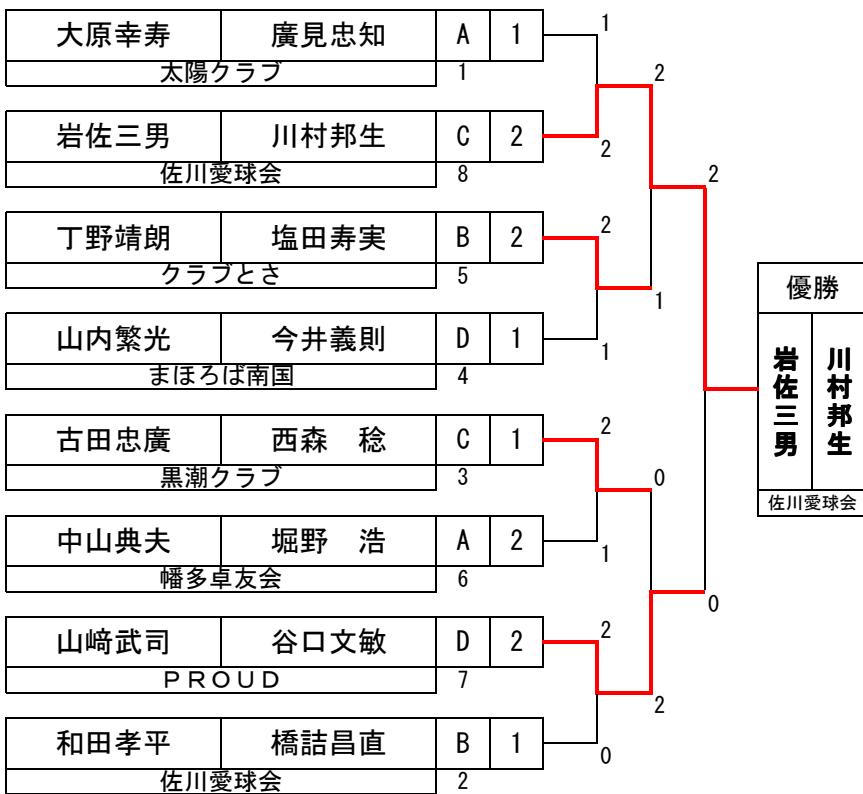 大原幸寿 廣見忠知 A 1
太陽クラブ 1
岩佐三男 川村邦生 C 2
佐川愛球会 8
丁野靖朗 塩田寿実 B 2
クラブとさ 5
山内繁光 今井義則 D 1
まほろば南国 4
古田忠廣 西森　稔 C 1
黒潮クラブ 3
中山典夫 堀野　浩 A 2
幡多卓友会 6
山﨑武司 谷口文敏 D 2
ＰＲＯＵＤ 7
和田孝平 橋詰昌直 B 1
佐川愛球会 2
1
2
2
1
2
1
2
0
2
1
0
2
2
0
優勝
岩佐三男
川村邦生
佐川愛球会